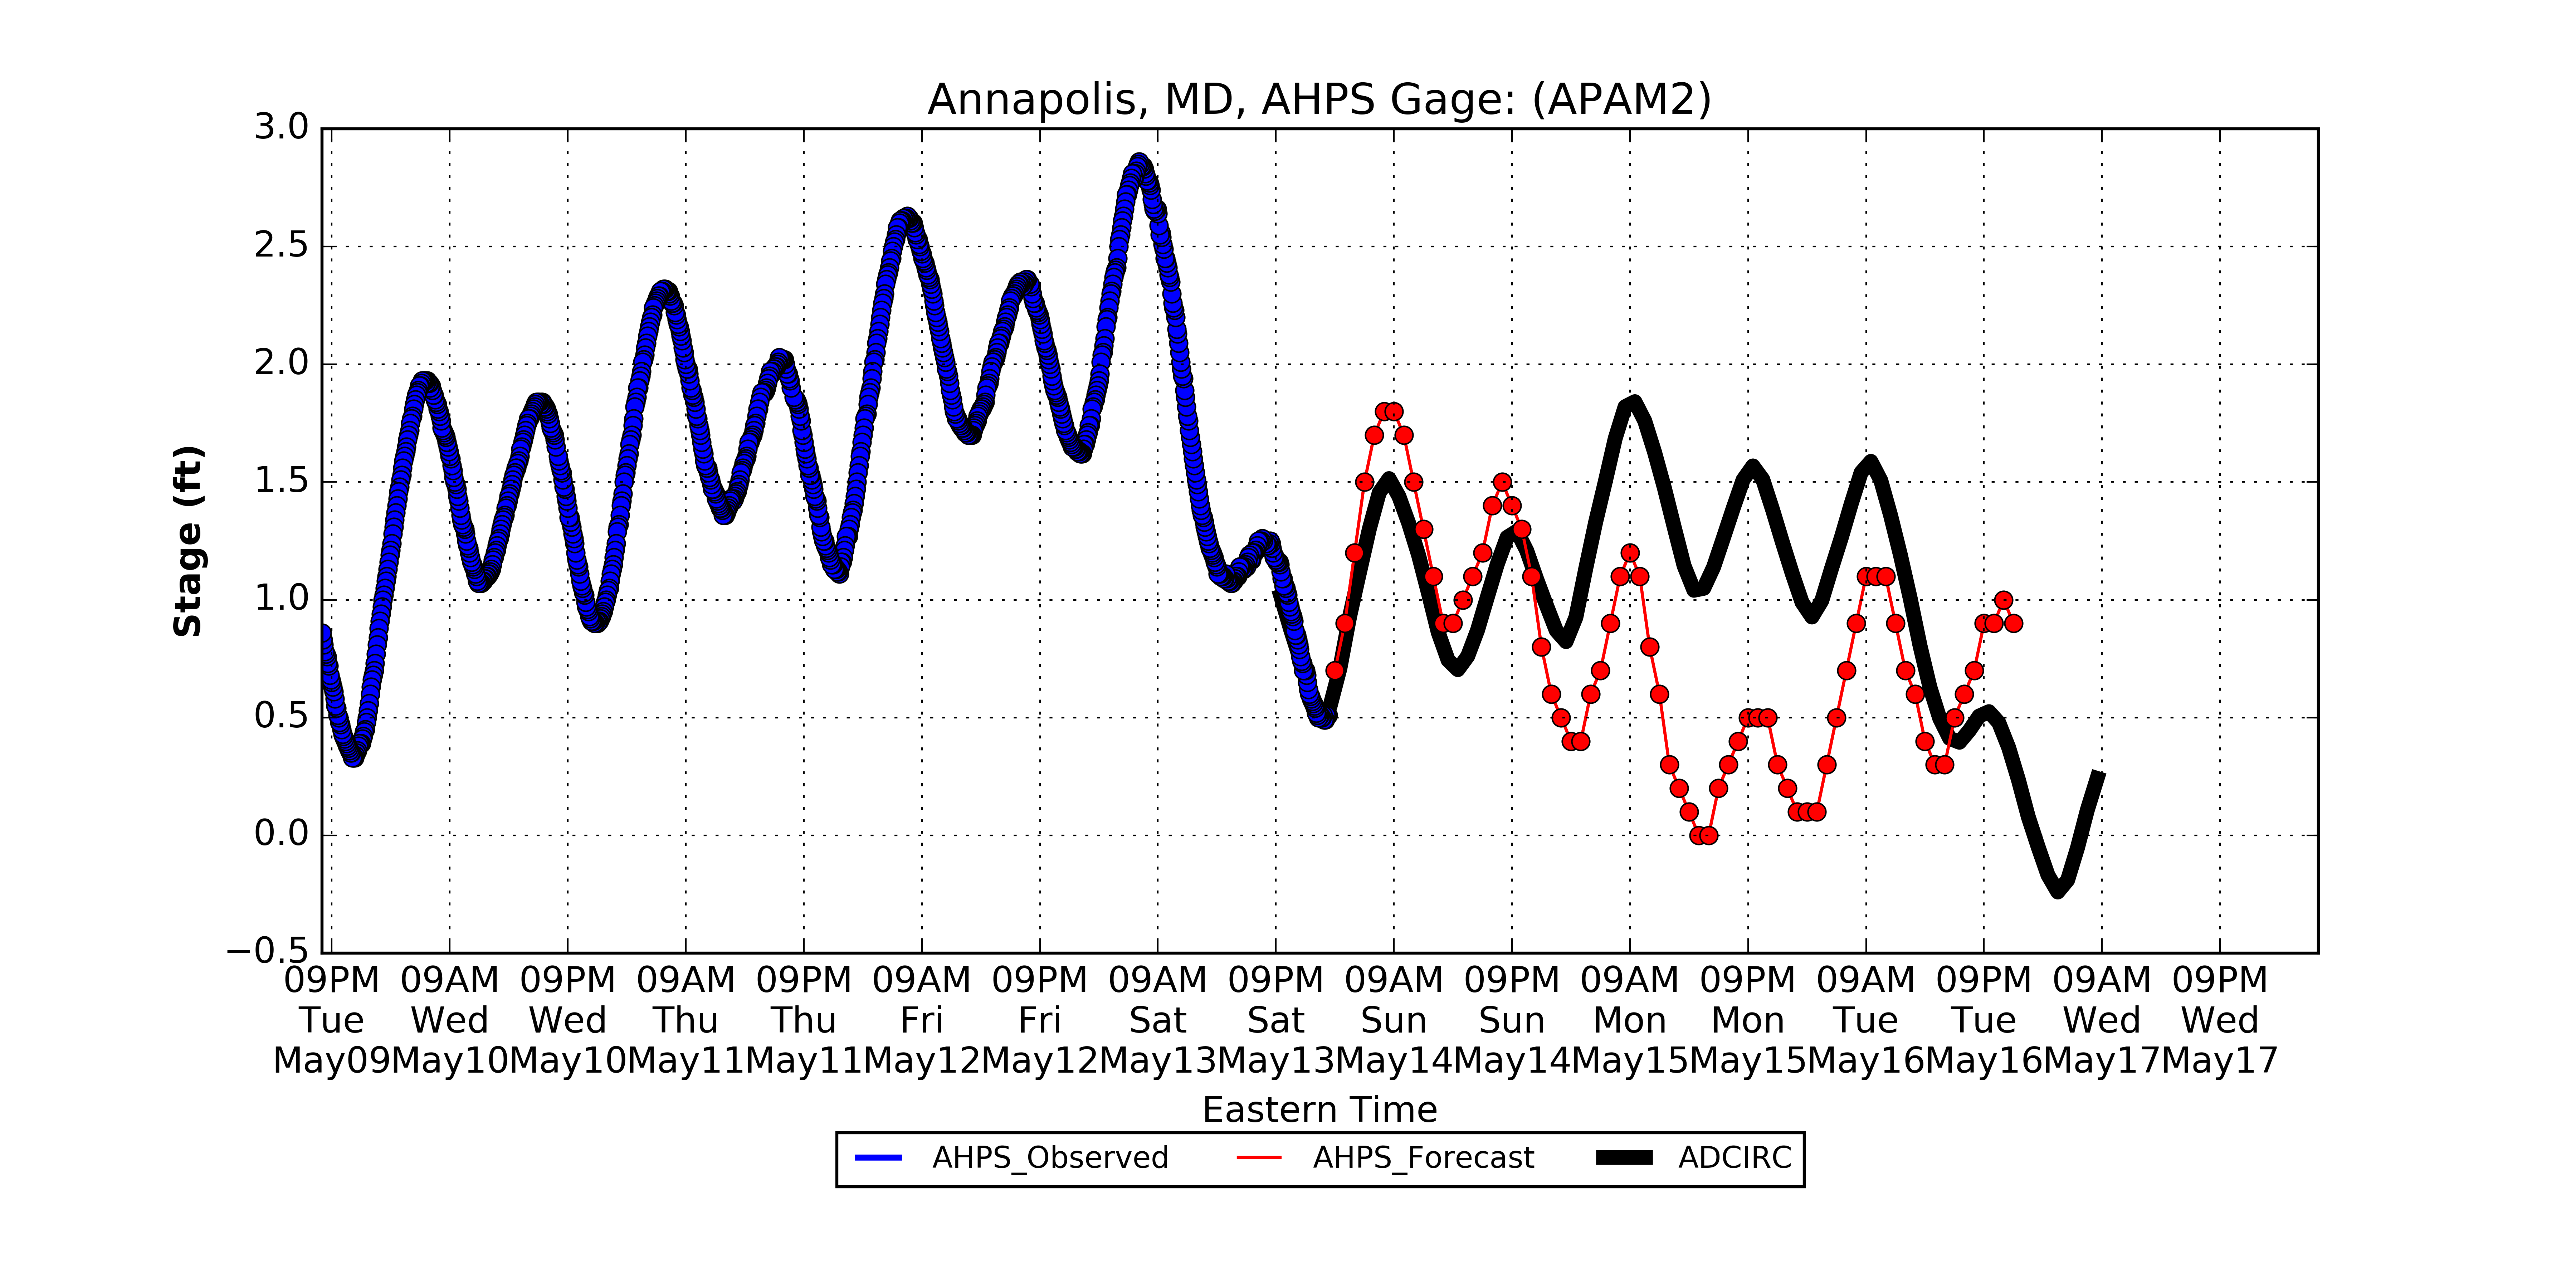 Annapolis, MD, AHPS Gage: (APAM2)
3.0
2.5
2.0
1.5
1.0
0.5
0.0
−0.5
Stage (ft)
09PM 09AM 09PM 09AM 09PM 09AM 09PM 09AM 09PM 09AM 09PM 09AM 09PM 09AM 09PM 09AM 09PM
Tue Wed Wed Thu Thu Fri Fri Sat Sat Sun Sun Mon Mon Tue Tue Wed Wed
May09 May10 May10 May11 May11 May12 May12 May13 May13 May14 May14 May15 May15 May16 May16 May17 May17
Eastern Time
AHPS_Observed AHPS_Forecast ADCIRC